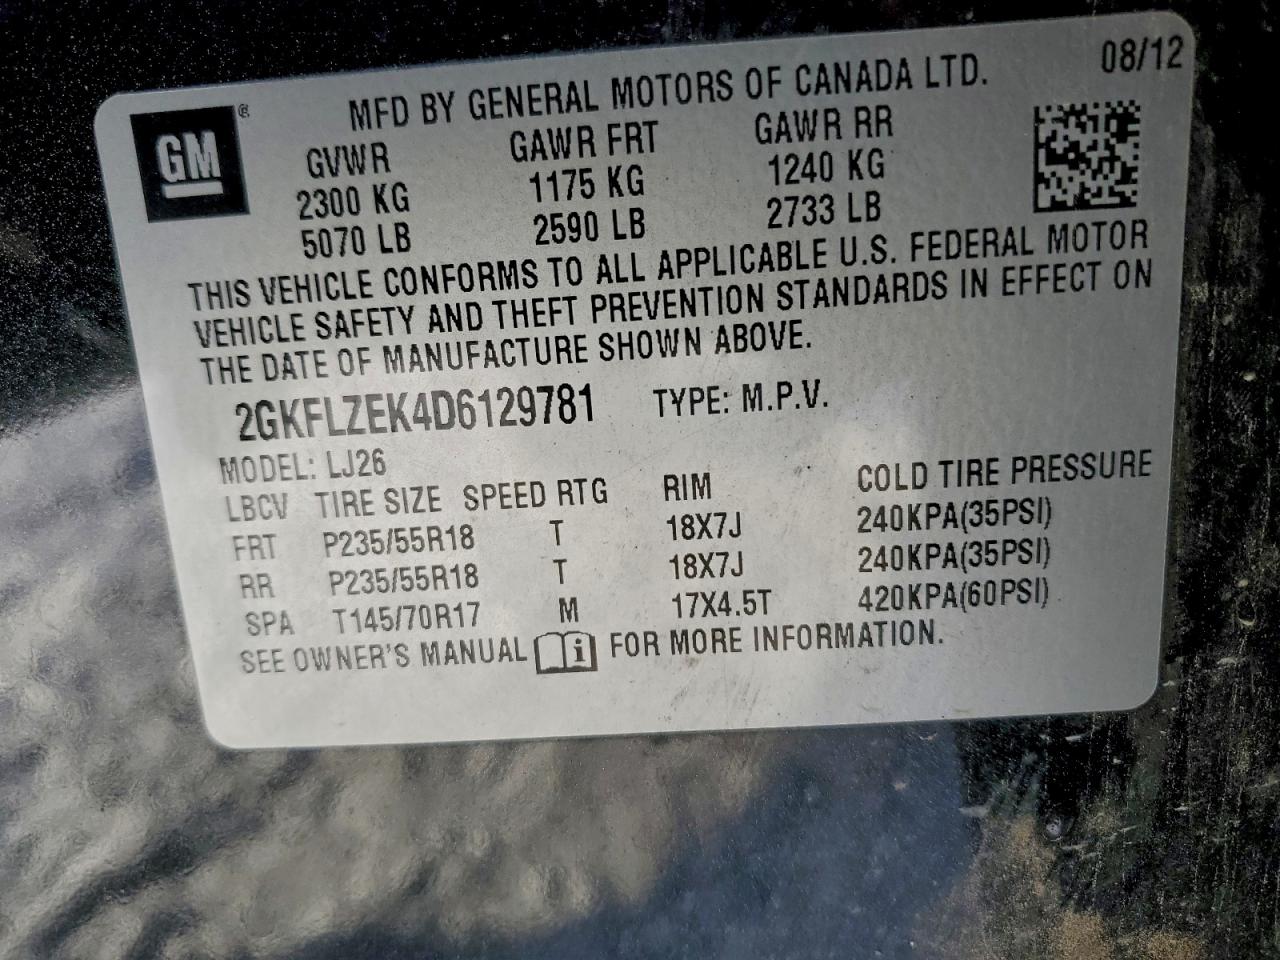 GM ®
MFD BY GENERAL MOTORS OF CANADA LTD. 08/12
GVWR GAWR FRT GAWR RR
2300 KG 1175 KG 1240 KG
5070 LB 2590 LB 2733 LB
THIS VEHICLE CONFORMS TO ALL APPLICABLE U.S. FEDERAL MOTOR
VEHICLE SAFETY AND THEFT PREVENTION STANDARDS IN EFFECT ON
THE DATE OF MANUFACTURE SHOWN ABOVE.
2GKFLZEK4D6129781 TYPE: M.P.V.
MODEL: LJ26
LBCV TIRE SIZE SPEED RTG RIM COLD TIRE PRESSURE
FRT P235/55R18 T 18X7J 240KPA(35PSI)
RR P235/55R18 T 18X7J 240KPA(35PSI)
SPA T145/70R17 M 17X4.5T 420KPA(60PSI)
SEE OWNER'S MANUAL i FOR MORE INFORMATION.